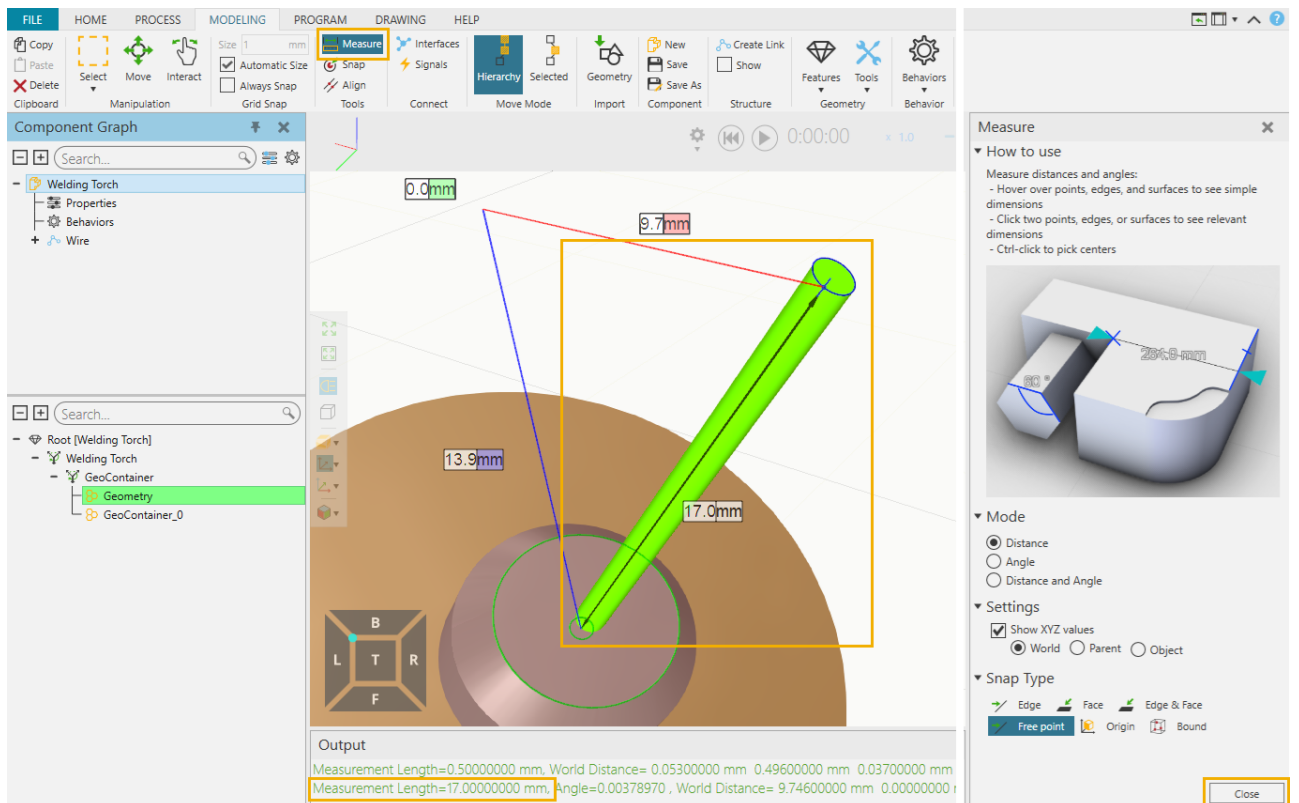 FILE HOME PROCESS MODELING PROGRAM DRAWING HELP
Copy
Paste
Delete
Clipboard
Select
Move
Interact
Manipulation
Size 1 mm
Automatic Size
Always Snap
Grid Snap
Measure
Snap
Align
Tools
Interfaces
Signals
Connect
Hierarchy
Selected
Move Mode
Geometry
Import
New
Save
Save As
Component
Create Link
Show
Structure
Features
Tools
Geometry
Behaviors
Behavior
Component Graph
Search...
Welding Torch
Properties
Behaviors
Wire
Search...
Root [Welding Torch]
Welding Torch
GeoContainer
Geometry
GeoContainer_0
0:00:00
x 1.0
0.0mm
9.7mm
13.9mm
17.0mm
B
L T R
F
Output
Measurement Length=0.50000000 mm, World Distance= 0.05300000 mm 0.49600000 mm 0.03700000 mm
Measurement Length=17.00000000 mm, Angle=0.00378970 , World Distance= 9.74600000 mm 0.00000000
Measure
How to use
Measure distances and angles:
- Hover over points, edges, and surfaces to see simple
dimensions
- Click two points, edges, or surfaces to see relevant
dimensions
- Ctrl-click to pick centers
60 °
Mode
Distance
Angle
Distance and Angle
Settings
Show XYZ values
World Parent Object
Snap Type
Edge Face Edge & Face
Free point Origin Bound
Close